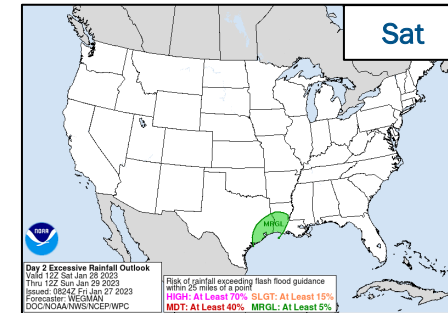 Sat
MRGL
NOAA
Day 2 Excessive Rainfall Outlook
Valid 12Z Sat Jan 28 2023
Thru 12Z Sun Jan 29 2023
Issued: 0824Z Fri Jan 27 2023
Forecaster: WEGMAN
DOC/NOAA/NWS/NCEP/WPC
Risk of rainfall exceeding flash flood guidance
within 25 miles of a point
HIGH: At Least 70% SLGT: At Least 15%
MDT: At Least 40% MRGL: At Least 5%